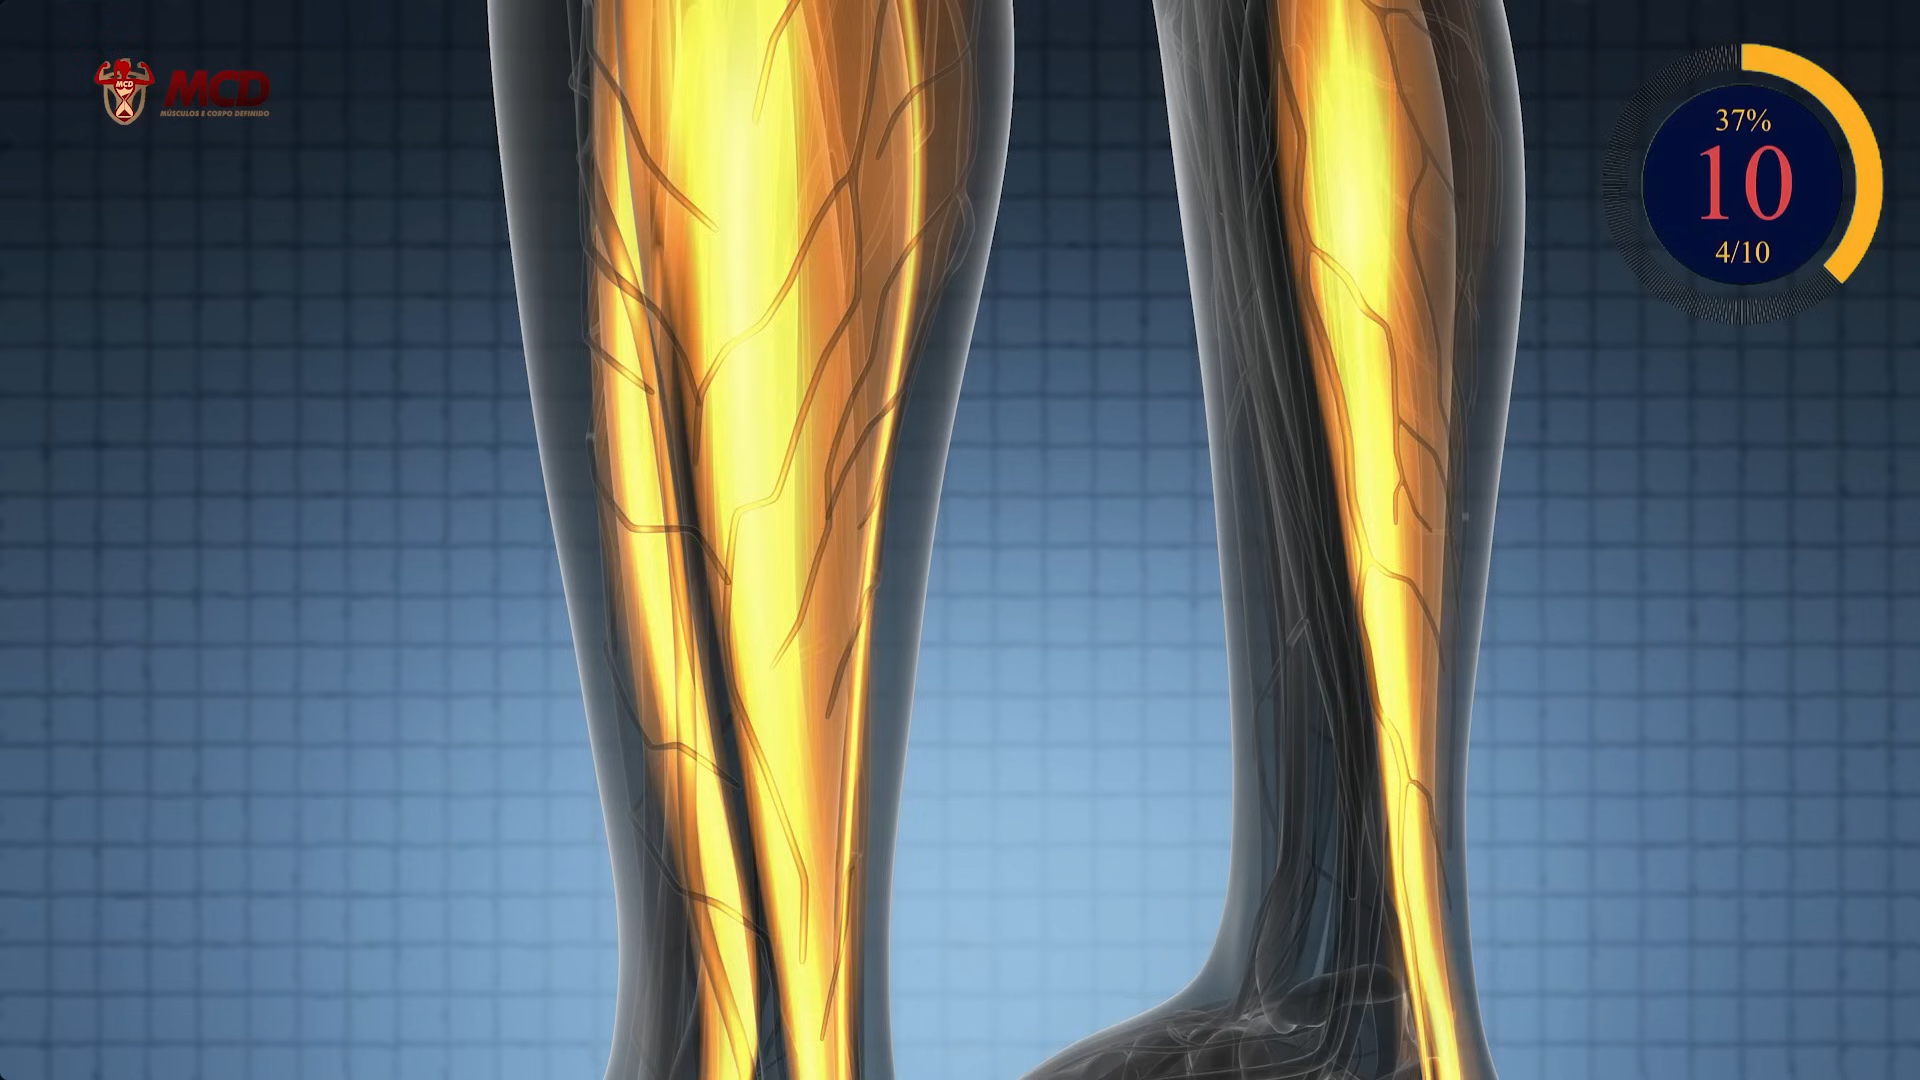 MCD
MCD
MÚSCULOS E CORPO DEFINIDO
37%
10
4/10